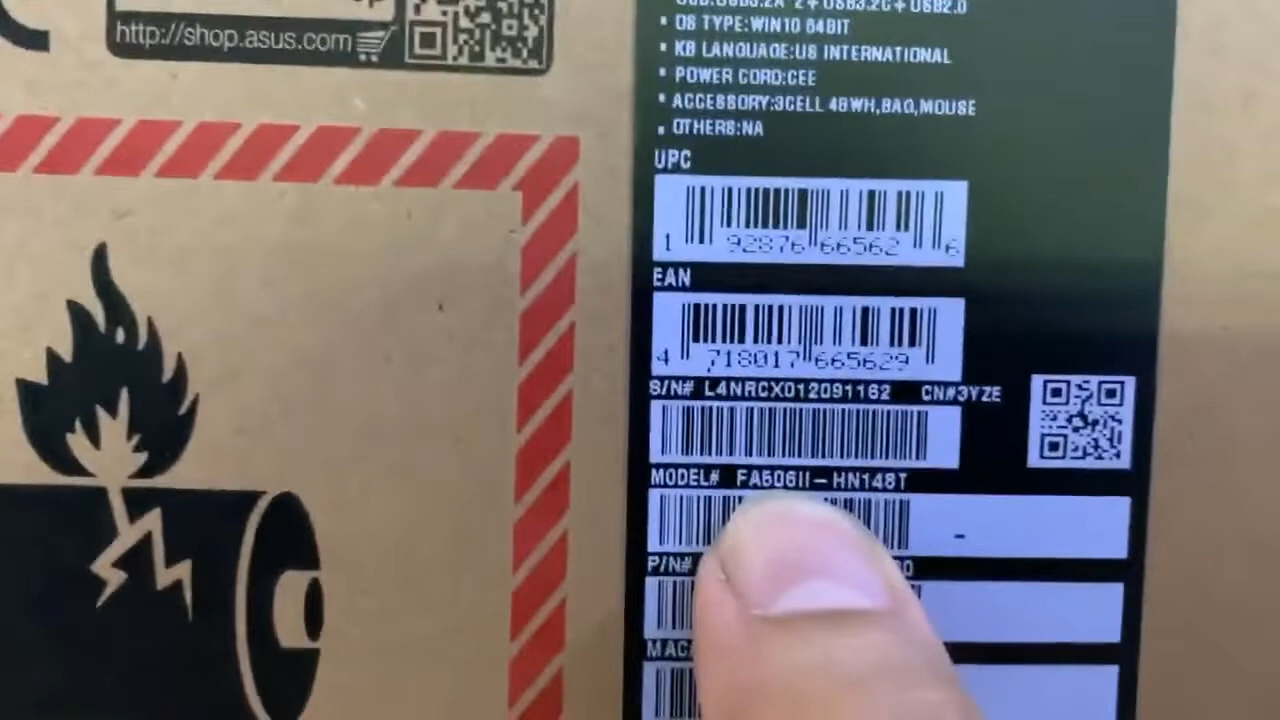 http://shop.asus.com
• OS TYPE:WIN10 64BIT
• KB LANGUAGE:US INTERNATIONAL
• POWER CORD:CEE
• ACCESSORY:3CELL 48WH,BAG,MOUSE
• OTHERS:NA
UPC
1 92876 66562 6
EAN
4 718017 665629
S/N# L4NRCX012091162 CN#3YZE
MODEL# FA506II-HN148T
-
P/N#